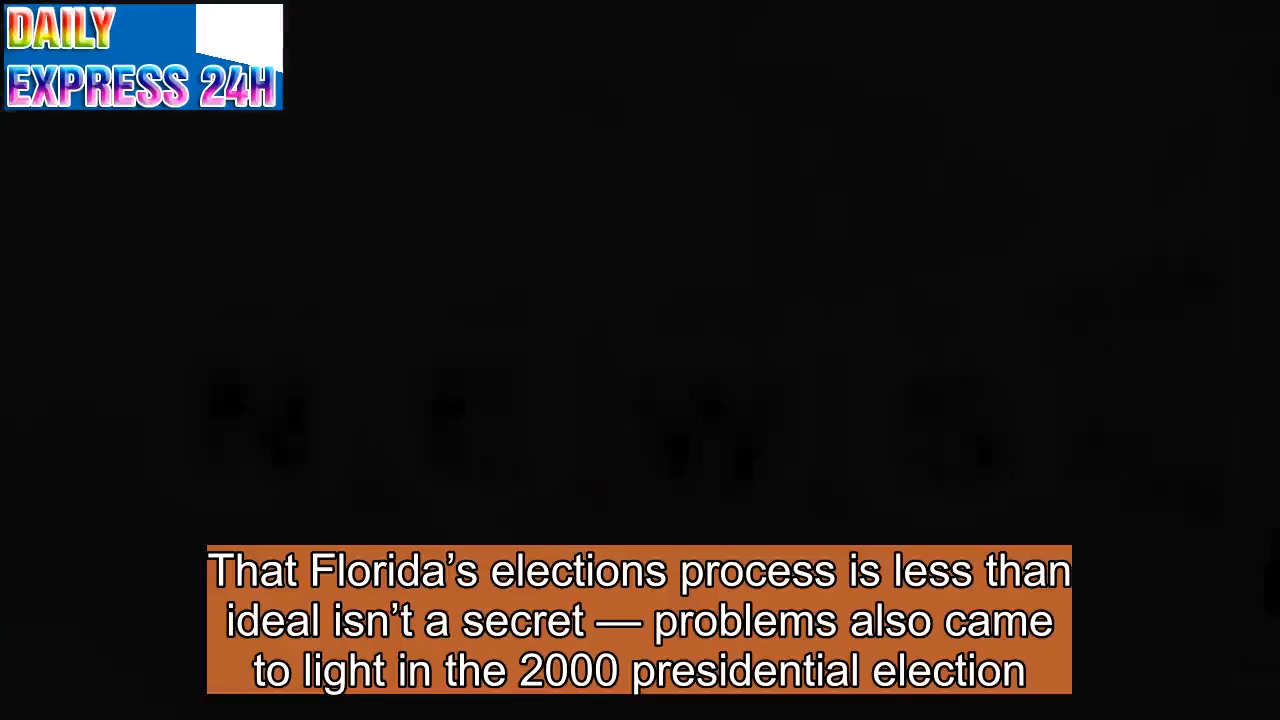 DAILY
EXPRESS 24H
That Florida’s elections process is less than
ideal isn’t a secret — problems also came
to light in the 2000 presidential election